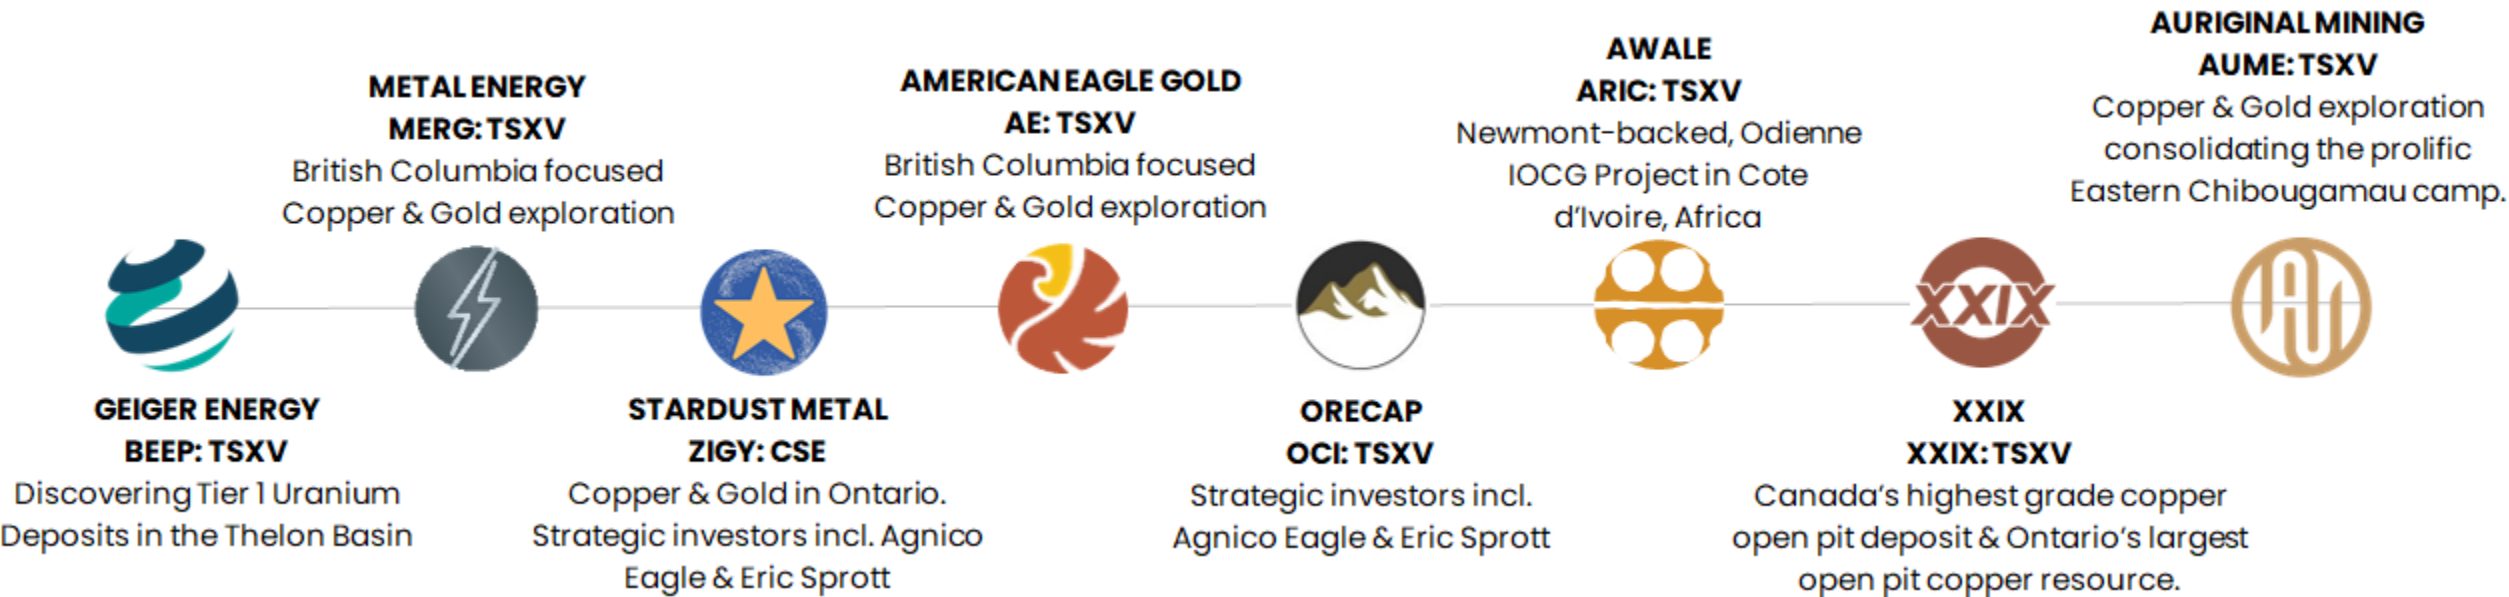 GEIGER ENERGY
BEEP: TSXV
Discovering Tier 1 Uranium
Deposits in the Thelon Basin
METAL ENERGY
MERG: TSXV
British Columbia focused
Copper & Gold exploration
STARDUST METAL
ZIGY: CSE
Copper & Gold in Ontario.
Strategic investors incl. Agnico
Eagle & Eric Sprott
AMERICAN EAGLE GOLD
AE: TSXV
British Columbia focused
Copper & Gold exploration
ORECAP
OCI: TSXV
Strategic investors incl.
Agnico Eagle & Eric Sprott
AWALE
ARIC: TSXV
Newmont-backed, Odienne
IOCG Project in Cote
d’Ivoire, Africa
XXIX
XXIX
XXIX: TSXV
Canada’s highest grade copper
open pit deposit & Ontario’s largest
open pit copper resource.
AURIGINAL MINING
AUME: TSXV
Copper & Gold exploration
consolidating the prolific
Eastern Chibougamau camp.
AU